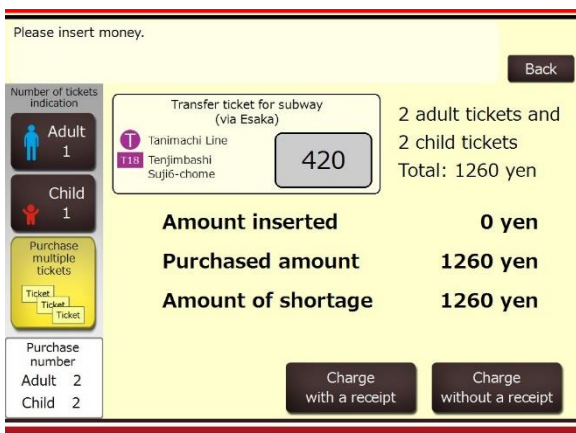 Please insert money.
Back
Number of tickets
indication
Adult
1
Child
1
Purchase
multiple
tickets
Ticket
Ticket
Ticket
Purchase
number
Adult 2
Child 2
Transfer ticket for subway
(via Esaka)
T Tanimachi Line
T18 Tenjimbashi
Suji6-chome
420
2 adult tickets and
2 child tickets
Total: 1260 yen
Amount inserted 0 yen
Purchased amount 1260 yen
Amount of shortage 1260 yen
Charge
with a receipt
Charge
without a receipt